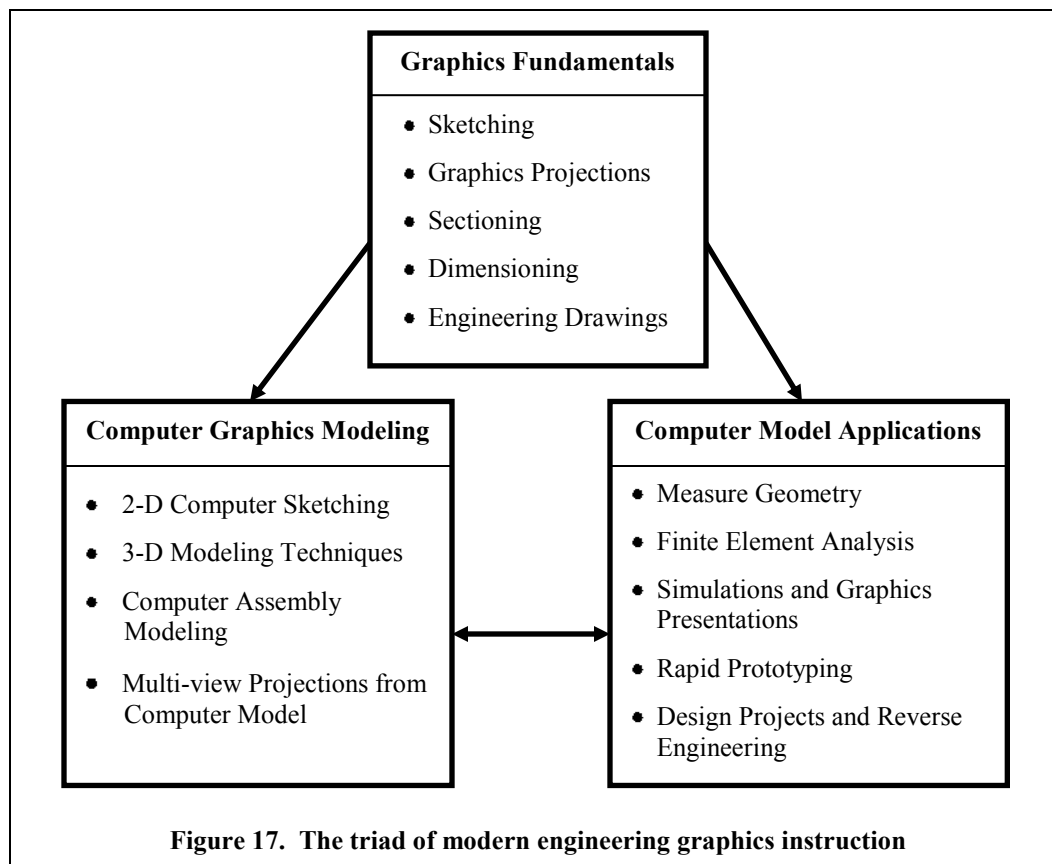 Graphics Fundamentals
• Sketching
• Graphics Projections
• Sectioning
• Dimensioning
• Engineering Drawings
Computer Graphics Modeling
• 2-D Computer Sketching
• 3-D Modeling Techniques
• Computer Assembly
Modeling
• Multi-view Projections from
Computer Model
Computer Model Applications
• Measure Geometry
• Finite Element Analysis
• Simulations and Graphics
Presentations
• Rapid Prototyping
• Design Projects and Reverse
Engineering
Figure 17. The triad of modern engineering graphics instruction